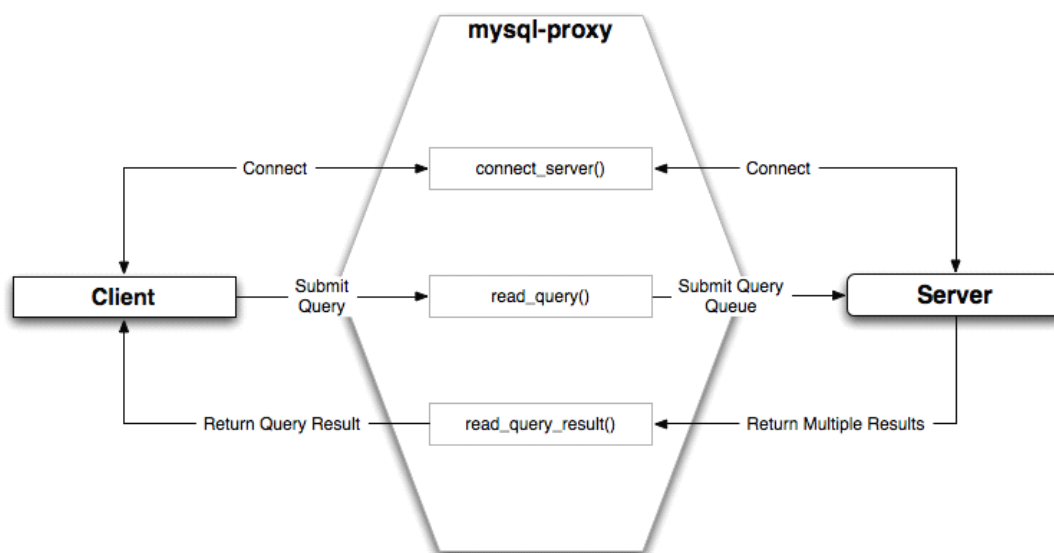 mysql-proxy
Connect
connect_server()
Connect
Client
Submit
Query
read_query()
Submit Query
Queue
Server
Return Query Result
read_query_result()
Return Multiple Results